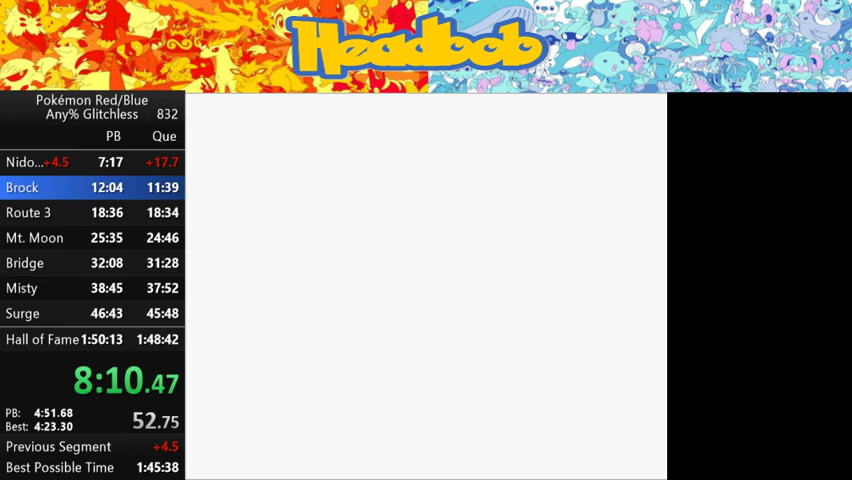 Headbob
Pokémon Red/Blue
Any% Glitchless 832
PB Que
Nido... +4.5 7:17 +17.7
Brock 12:04 11:39
Route 3 18:36 18:34
Mt. Moon 25:35 24:46
Bridge 32:08 31:28
Misty 38:45 37:52
Surge 46:43 45:48
Hall of Fame 1:50:13 1:48:42
8:10.47
PB: 4:51.68
Best: 4:23.30
52.75
Previous Segment +4.5
Best Possible Time 1:45:38